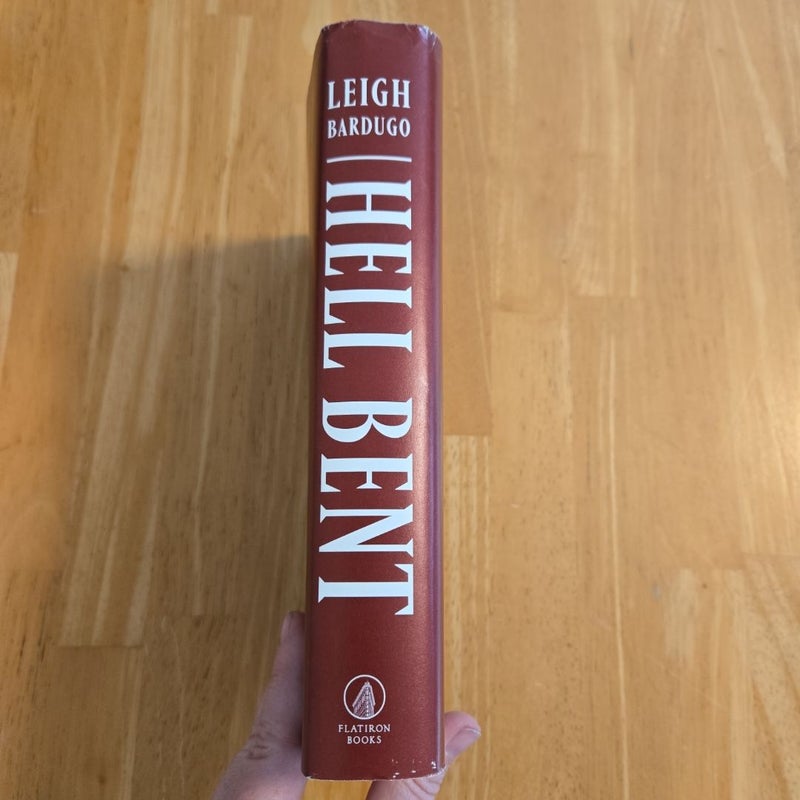 LEIGH
BARDUGO
HELL BENT
FLATIRON
BOOKS